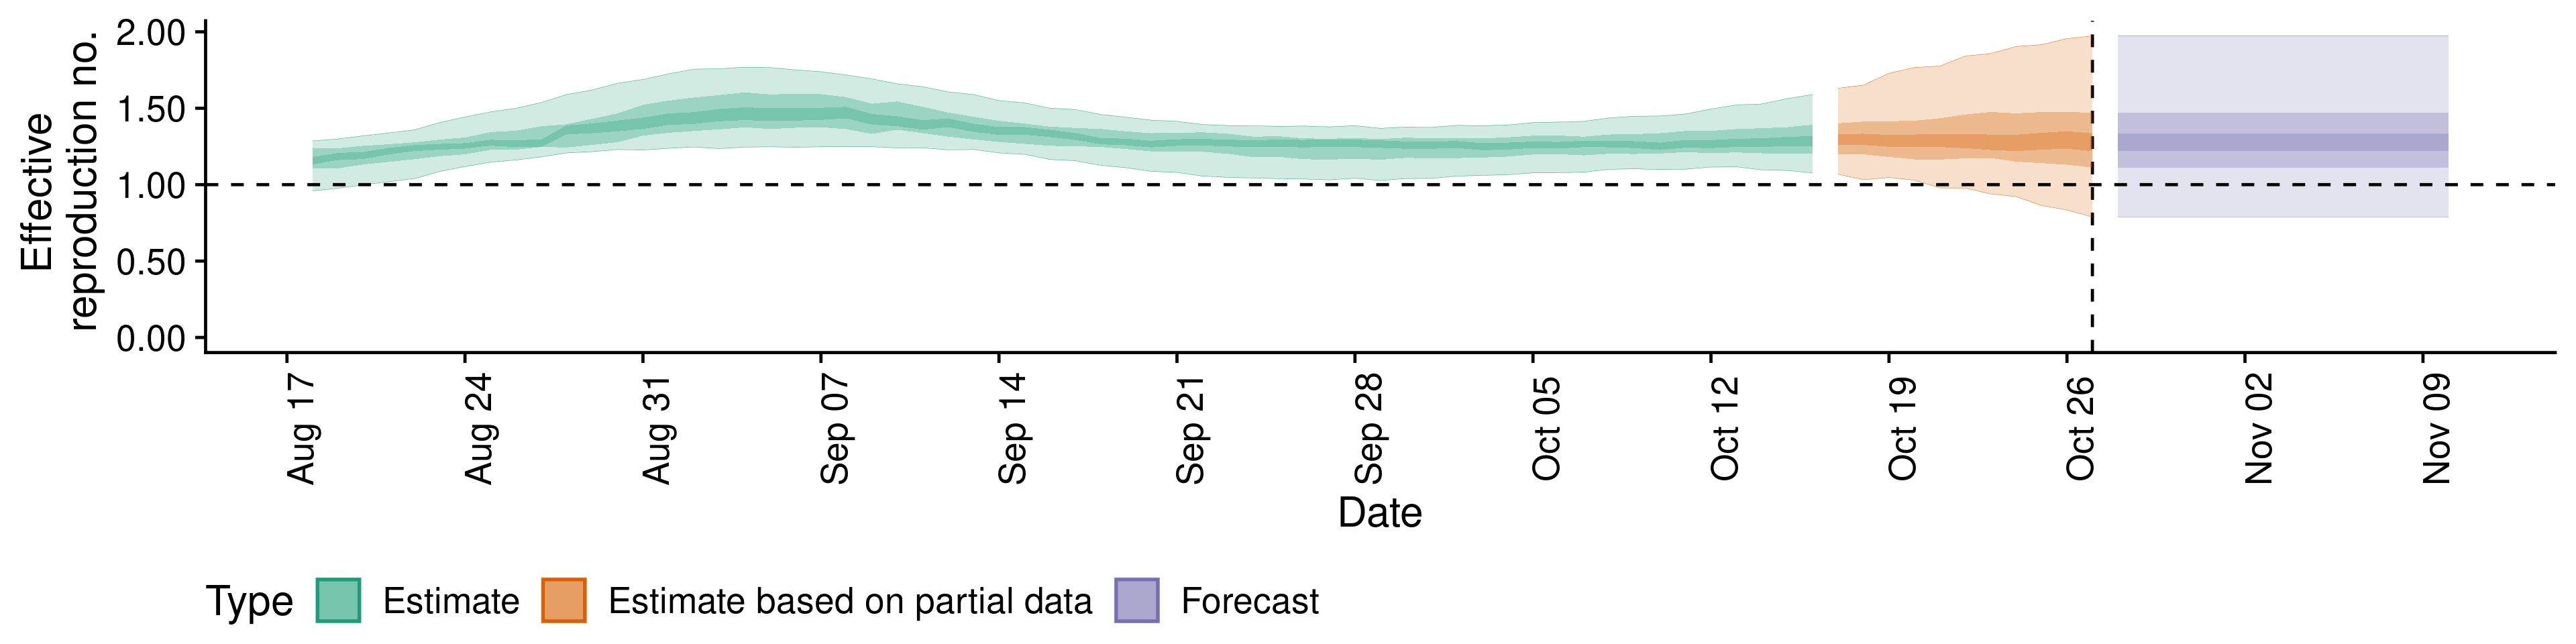 Effective
reproduction no.
2.00
1.50
1.00
0.50
0.00
Aug 17
Aug 24
Aug 31
Sep 07
Sep 14
Sep 21
Sep 28
Oct 05
Oct 12
Oct 19
Oct 26
Nov 02
Nov 09
Date
Type Estimate Estimate based on partial data Forecast